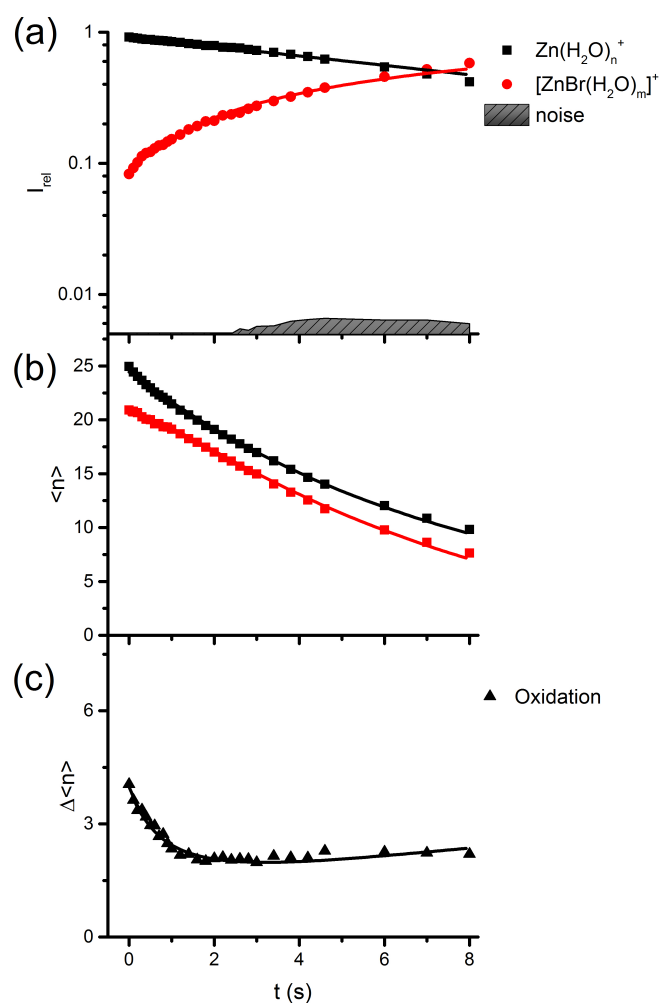 (a)
1
0.1
0.01
I_rel
Zn(H₂O)ₙ⁺
[ZnBr(H₂O)ₘ]⁺
noise
(b)
25
20
15
10
5
0
<n>
(c)
6
3
0
Δ<n>
Oxidation
0 2 4 6 8
t (s)